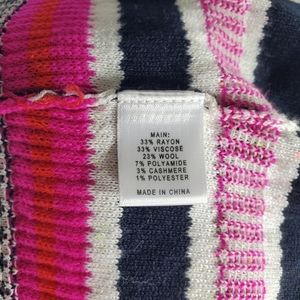 MAIN:
33% RAYON
33% VISCOSE
23% WOOL
7% POLYAMIDE
3% CASHMERE
1% POLYESTER
MADE IN CHINA